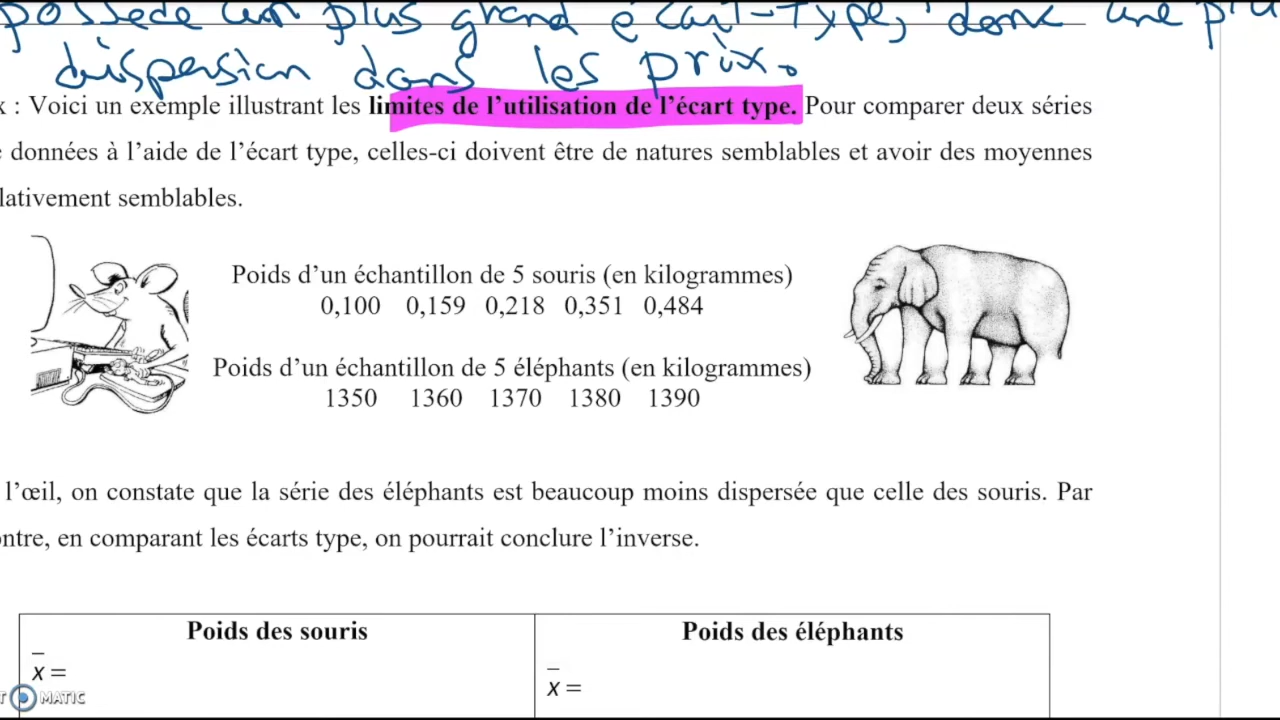 possède un plus grand écart-type, donc une plu
dispersion dans les prix.
x : Voici un exemple illustrant les limites de l’utilisation de l’écart type. Pour comparer deux séries
e données à l’aide de l’écart type, celles-ci doivent être de natures semblables et avoir des moyennes
lativement semblables.
Poids d’un échantillon de 5 souris (en kilogrammes)
0,100 0,159 0,218 0,351 0,484
Poids d’un échantillon de 5 éléphants (en kilogrammes)
1350 1360 1370 1380 1390
l’œil, on constate que la série des éléphants est beaucoup moins dispersée que celle des souris. Par
ontre, en comparant les écarts type, on pourrait conclure l’inverse.
Poids des souris
Poids des éléphants
x̄ =
x̄ =
T MATIC